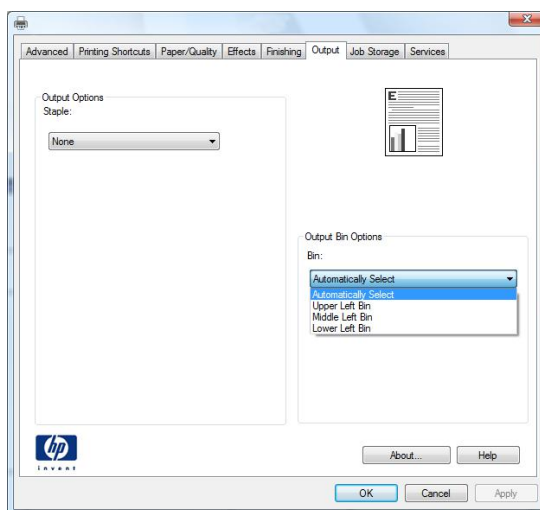 Advanced Printing Shortcuts Paper/Quality Effects Finishing Output Job Storage Services
Output Options
Staple:
None
E
Output Bin Options
Bin:
Automatically Select
Automatically Select
Upper Left Bin
Middle Left Bin
Lower Left Bin
hp
invent
About... Help
OK Cancel Apply